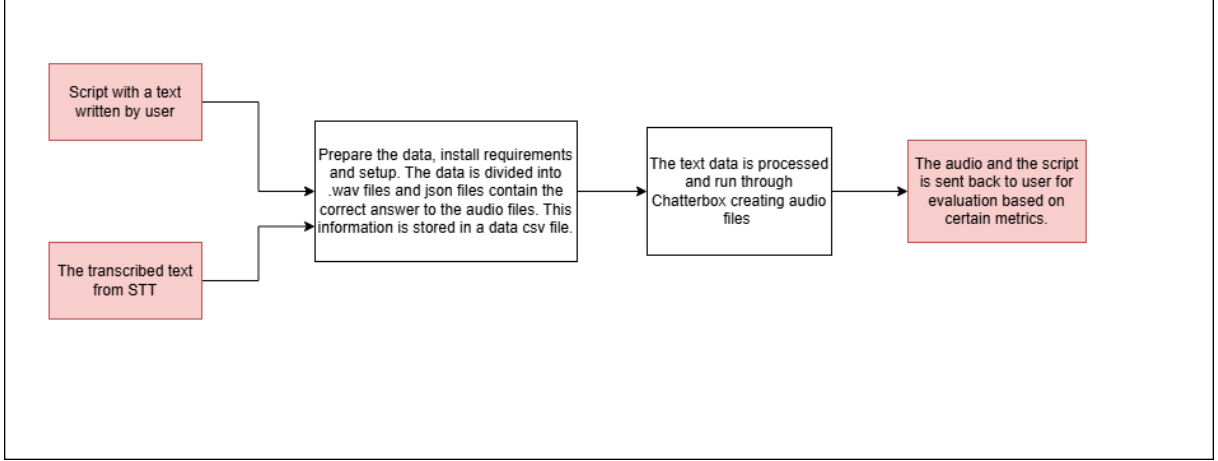 Script with a text
written by user
Prepare the data, install requirements
and setup. The data is divided into
.wav files and json files contain the
correct answer to the audio files. This
information is stored in a data csv file.
The text data is processed
and run through
Chatterbox creating audio
files
The audio and the script
is sent back to user for
evaluation based on
certain metrics.
The transcribed text
from STT